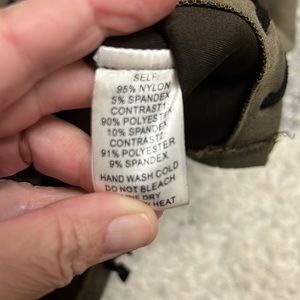 SELF
95% NYLON
5% SPANDEX
CONTRAST1
90% POLYESTE
10% SPANDEX
CONTRAST2
91% POLYESTER
9% SPANDEX
HAND WASH COLD
DO NOT BLEACH
DRY
HEAT